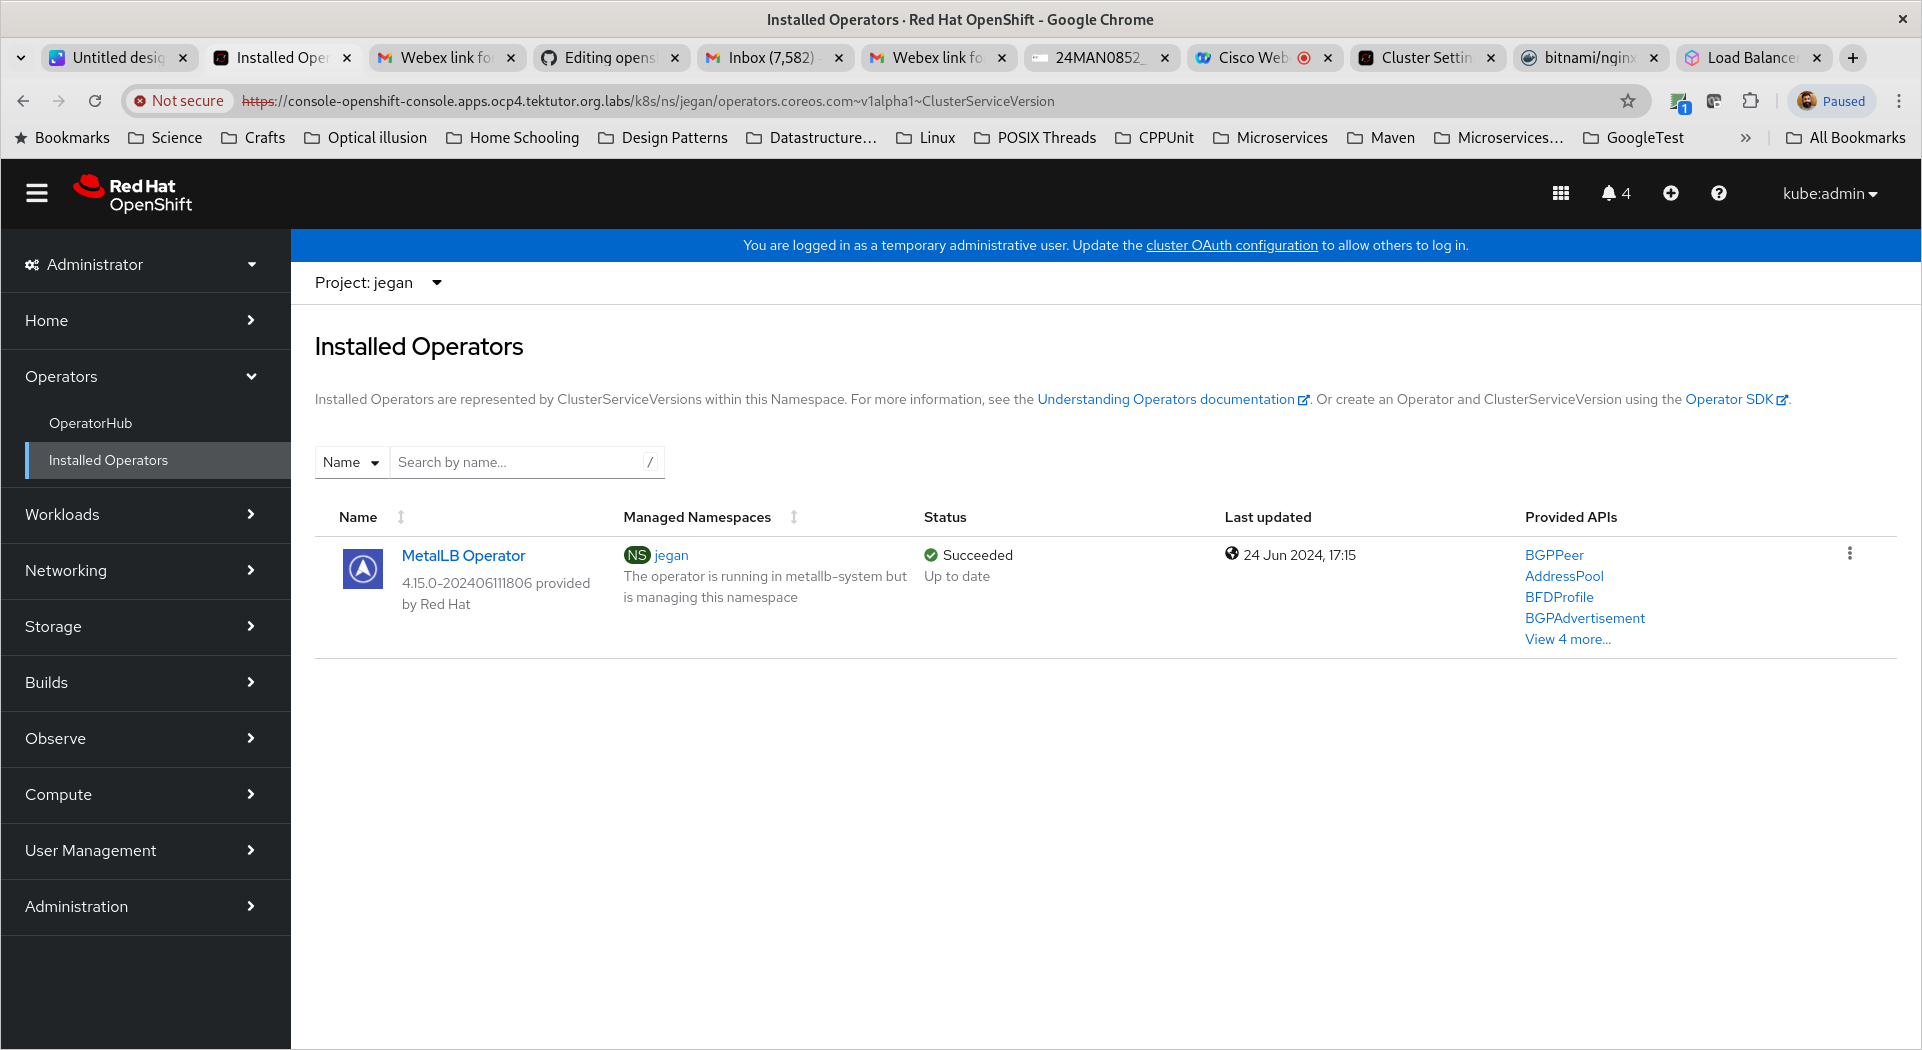 Installed Operators · Red Hat OpenShift - Google Chrome
Untitled desig Installed Oper Webex link fo Editing opens Inbox (7,582) Webex link fo 24MAN0852_ Cisco Web Cluster Settin bitnami/nginx Load Balancer
Not secure https://console-openshift-console.apps.ocp4.tektutor.org.labs/k8s/ns/jegan/operators.coreos.com~v1alpha1~ClusterServiceVersion 1 Paused
Bookmarks Science Crafts Optical illusion Home Schooling Design Patterns Datastructure... Linux POSIX Threads CPPUnit Microservices Maven Microservices... GoogleTest » All Bookmarks
Red Hat
OpenShift
4
kube:admin
You are logged in as a temporary administrative user. Update the cluster OAuth configuration to allow others to log in.
Administrator
Home
Operators
OperatorHub
Installed Operators
Workloads
Networking
Storage
Builds
Observe
Compute
User Management
Administration
Project: jegan
Installed Operators
Installed Operators are represented by ClusterServiceVersions within this Namespace. For more information, see the Understanding Operators documentation. Or create an Operator and ClusterServiceVersion using the Operator SDK.
Name Search by name... /
Name Managed Namespaces Status Last updated Provided APIs
MetalLB Operator
4.15.0-202406111806 provided
by Red Hat
NS jegan
The operator is running in metallb-system but
is managing this namespace
Succeeded
Up to date
24 Jun 2024, 17:15
BGPPeer
AddressPool
BFDProfile
BGPAdvertisement
View 4 more...